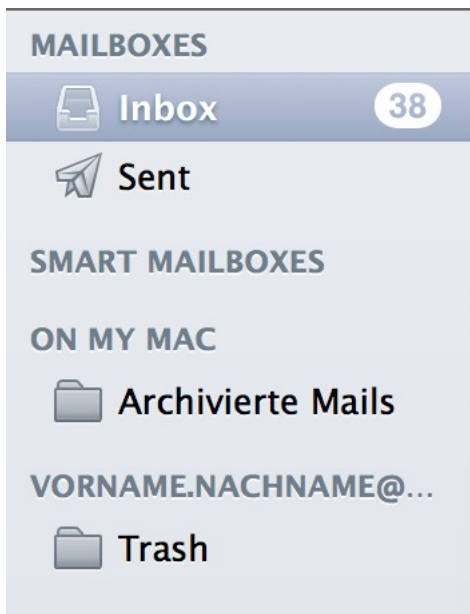 MAILBOXES
Inbox 38
Sent
SMART MAILBOXES
ON MY MAC
Archivierte Mails
VORNAME.NACHNAME@...
Trash